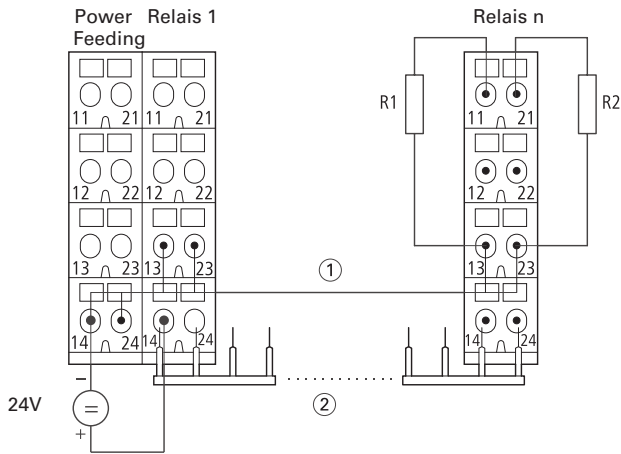 Power Relais 1 Relais n
Feeding
11 21 11 21 11 21
R1 R2
12 22 12 22 12 22
13 23 13 23 13 23
1
14 24 14 24 14 24
−
24V = 2
+